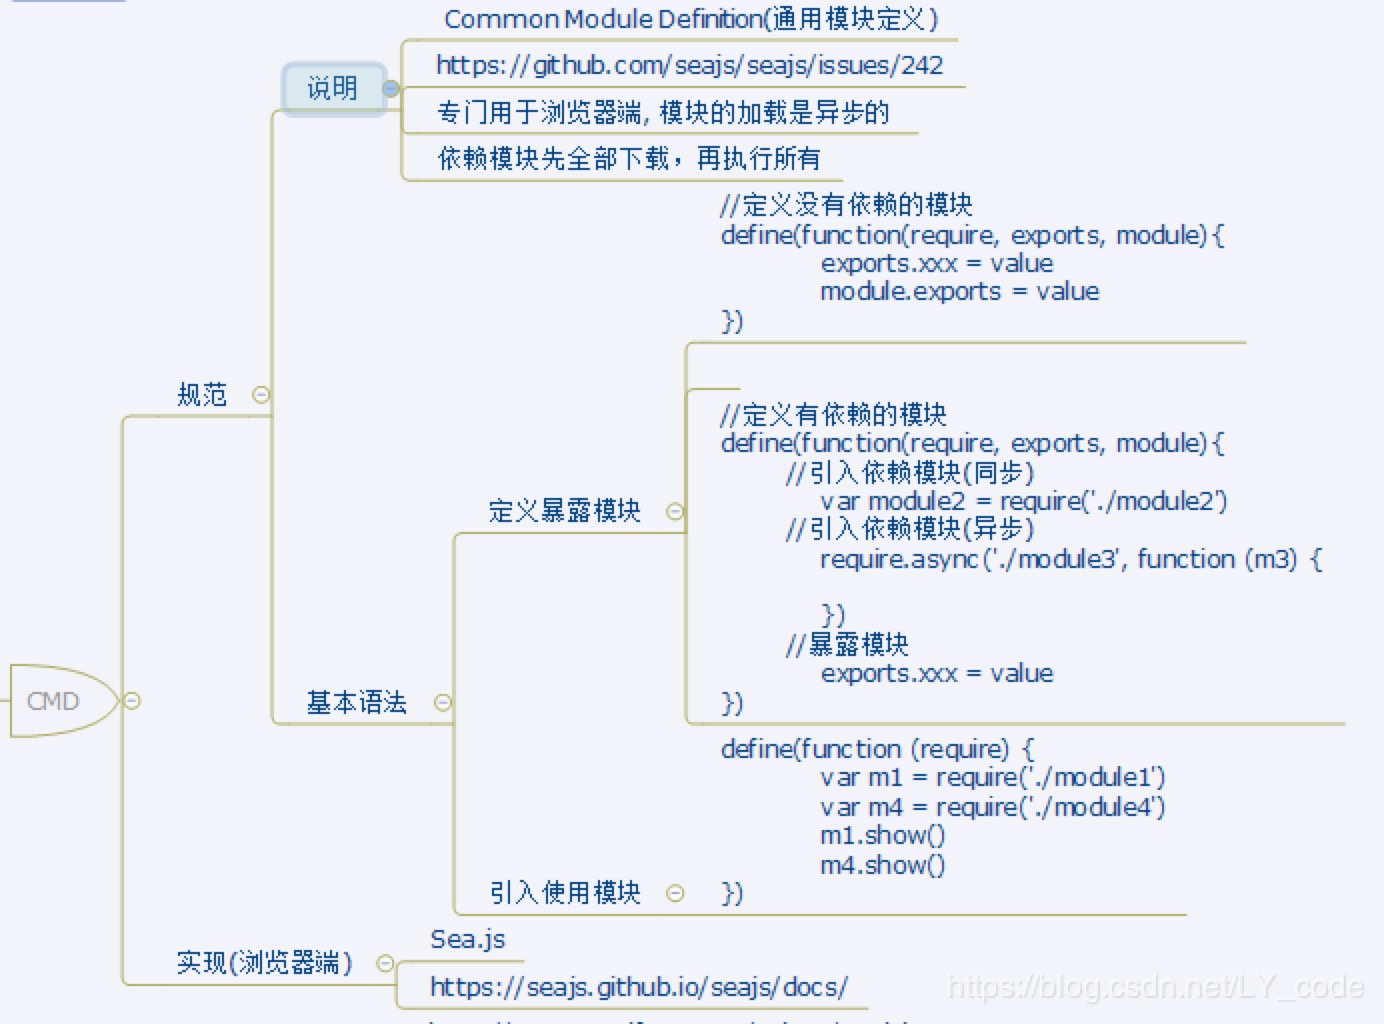 Common Module Definition(通用模块定义)
https://github.com/seajs/seajs/issues/242
说明
专门用于浏览器端, 模块的加载是异步的
依赖模块先全部下载，再执行所有
//定义没有依赖的模块
define(function(require, exports, module){
exports.xxx = value
module.exports = value
})
规范
//定义有依赖的模块
define(function(require, exports, module){
//引入依赖模块(同步)
var module2 = require('./module2')
定义暴露模块
//引入依赖模块(异步)
require.async('./module3', function (m3) {
})
//暴露模块
exports.xxx = value
})
CMD
基本语法
define(function (require) {
var m1 = require('./module1')
var m4 = require('./module4')
m1.show()
m4.show()
})
引入使用模块
Sea.js
实现(浏览器端)
https://seajs.github.io/seajs/docs/
https://blog.csdn.net/LY_code